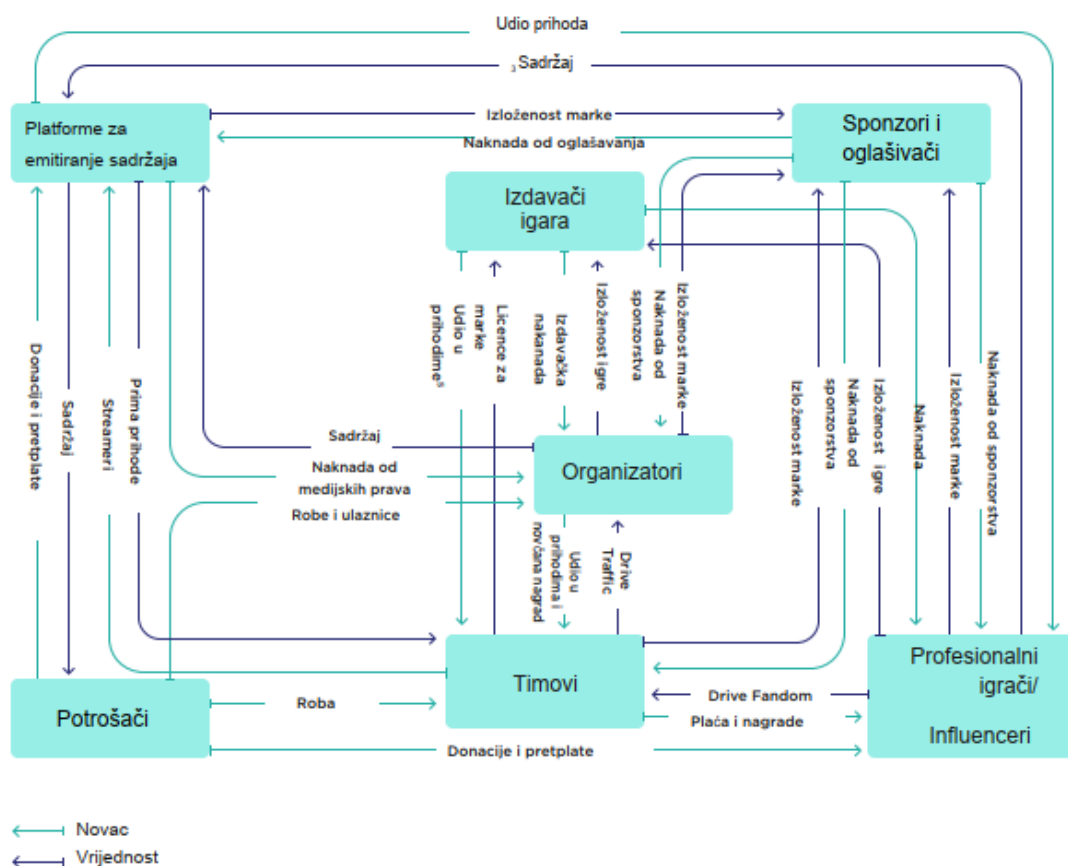 Udio prihoda
3 Sadržaj
Platforme za
emitiranje sadržaja
Izloženost marke
Naknada od oglašavanja
Sponzori i
oglašivači
Izdavači
igara
Donacije i pretplate
Sadržaj
Streameri
Prima prihode
Udio u
prihodime⁵
Licence za
marke
Izdavačka
nakanada
Izloženost igre
Naknada od
sponzorstva
Izloženost marke
Izloženost marke
Naknada od
sponzorstva
Izloženost igre
Naknada
Izloženost marke
Naknada od sponzorstva
Sadržaj
Naknada od
medijskih prava
Robe i ulaznice
Organizatori
Udio u
prihodima i
novčana nagrad
Drive
Traffic
Potrošači
Roba
Timovi
Drive Fandom
Plaća i nagrade
Profesionalni
igrači/
Influenceri
Donacije i pretplate
Novac
Vrijednost